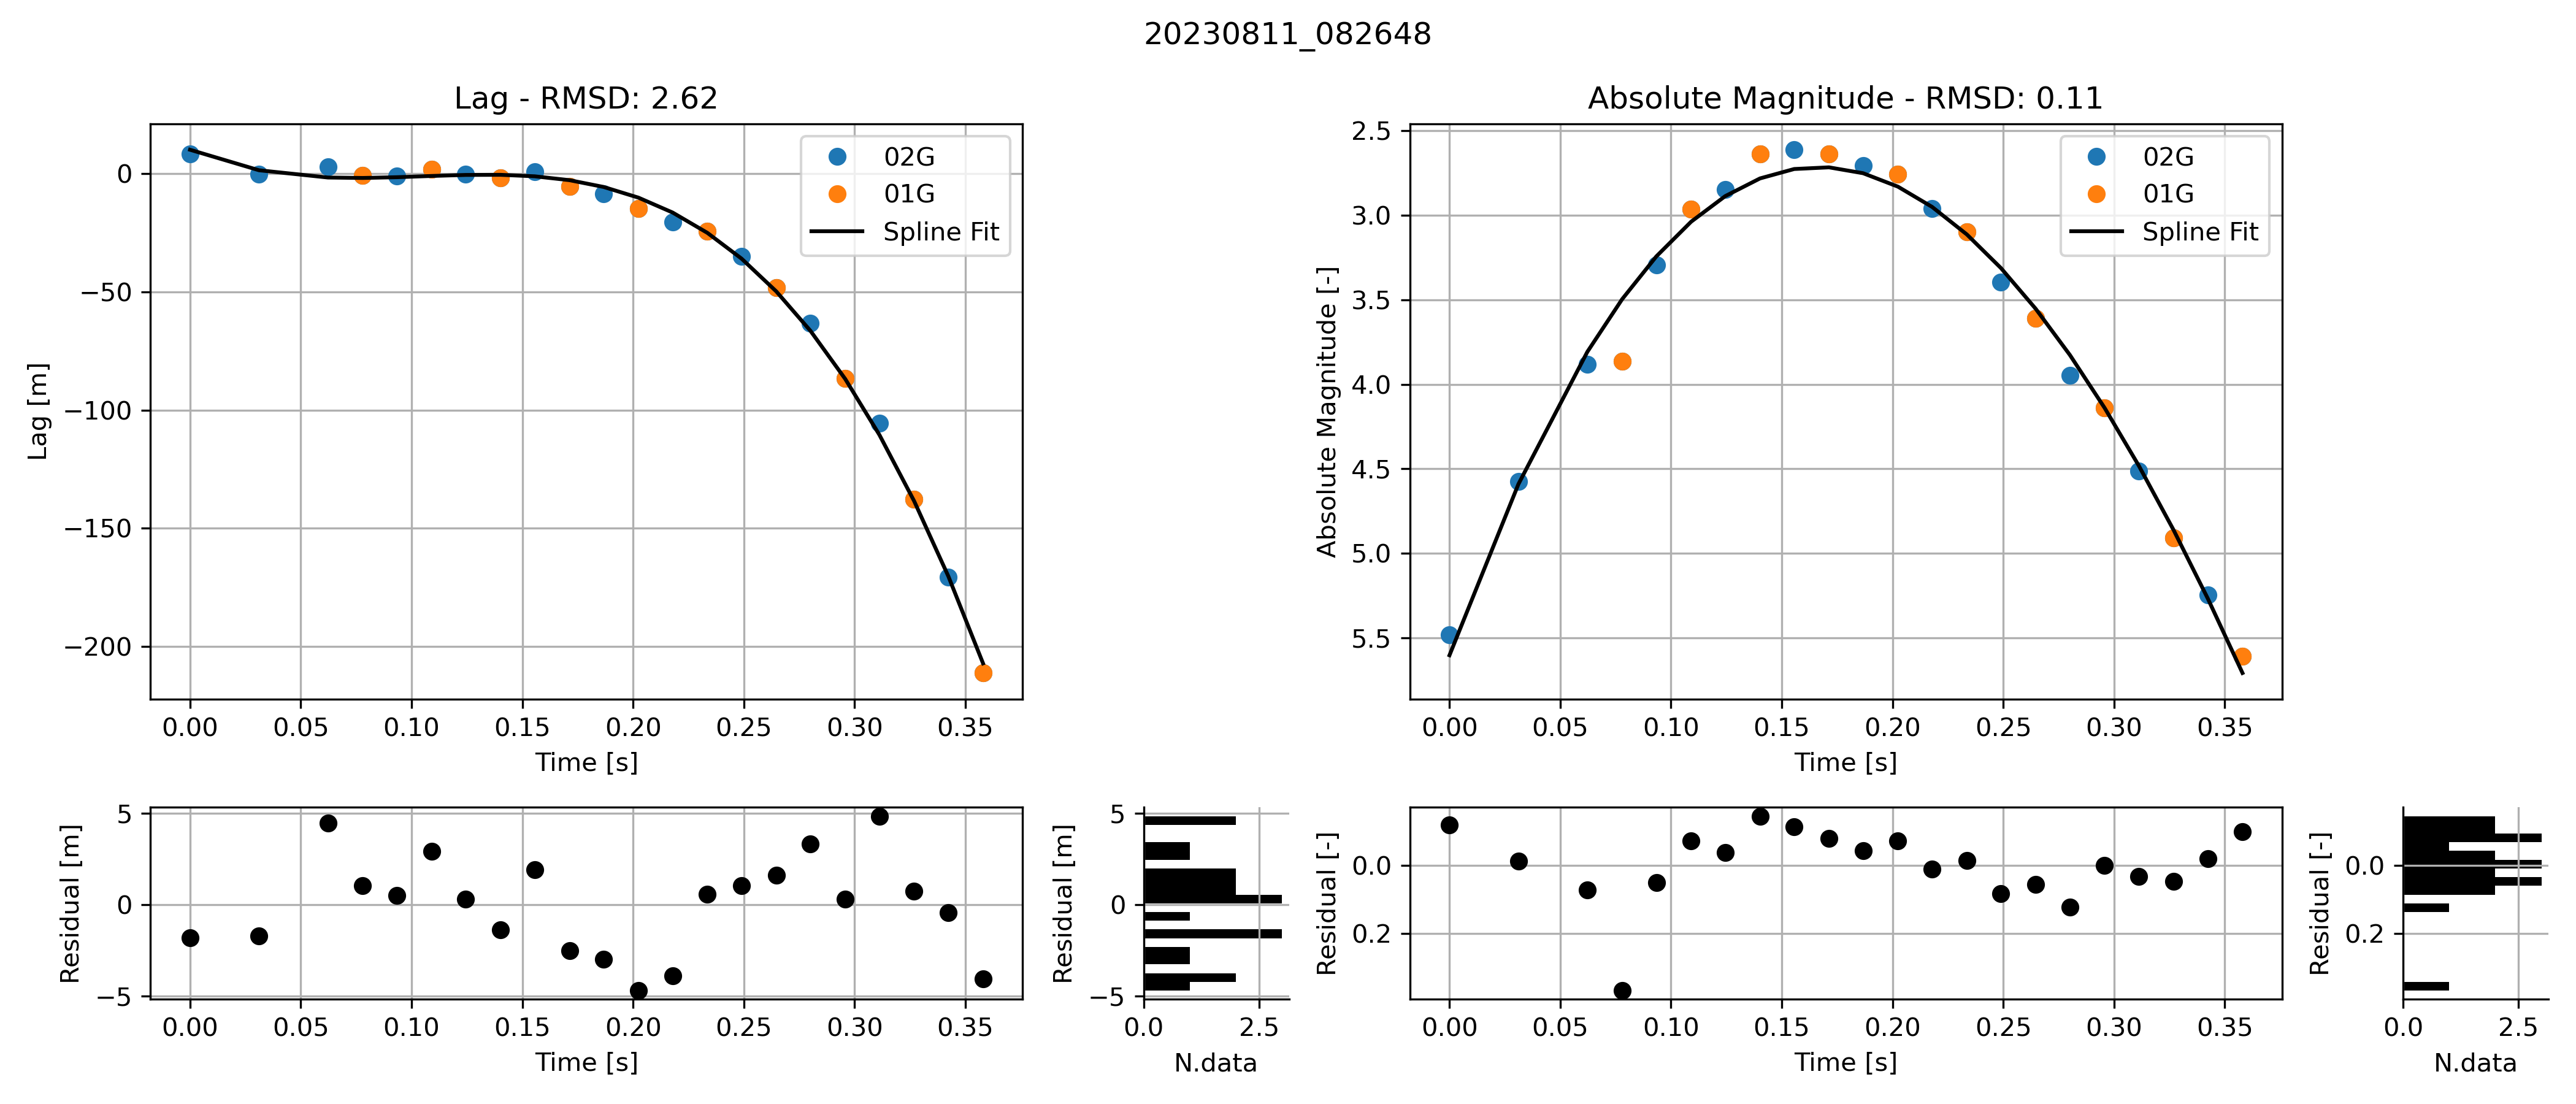 20230811_082648
Lag - RMSD: 2.62
Lag [m]
0
−50
−100
−150
−200
02G
01G
Spline Fit
0.00 0.05 0.10 0.15 0.20 0.25 0.30 0.35
Time [s]
Absolute Magnitude - RMSD: 0.11
Absolute Magnitude [-]
2.5
3.0
3.5
4.0
4.5
5.0
5.5
02G
01G
Spline Fit
0.00 0.05 0.10 0.15 0.20 0.25 0.30 0.35
Time [s]
Residual [m]
5
0
−5
0.00 0.05 0.10 0.15 0.20 0.25 0.30 0.35
Time [s]
Residual [m]
5
0
−5
0.0 2.5
N.data
Residual [-]
0.0
0.2
0.00 0.05 0.10 0.15 0.20 0.25 0.30 0.35
Time [s]
Residual [-]
0.0
0.2
0.0 2.5
N.data